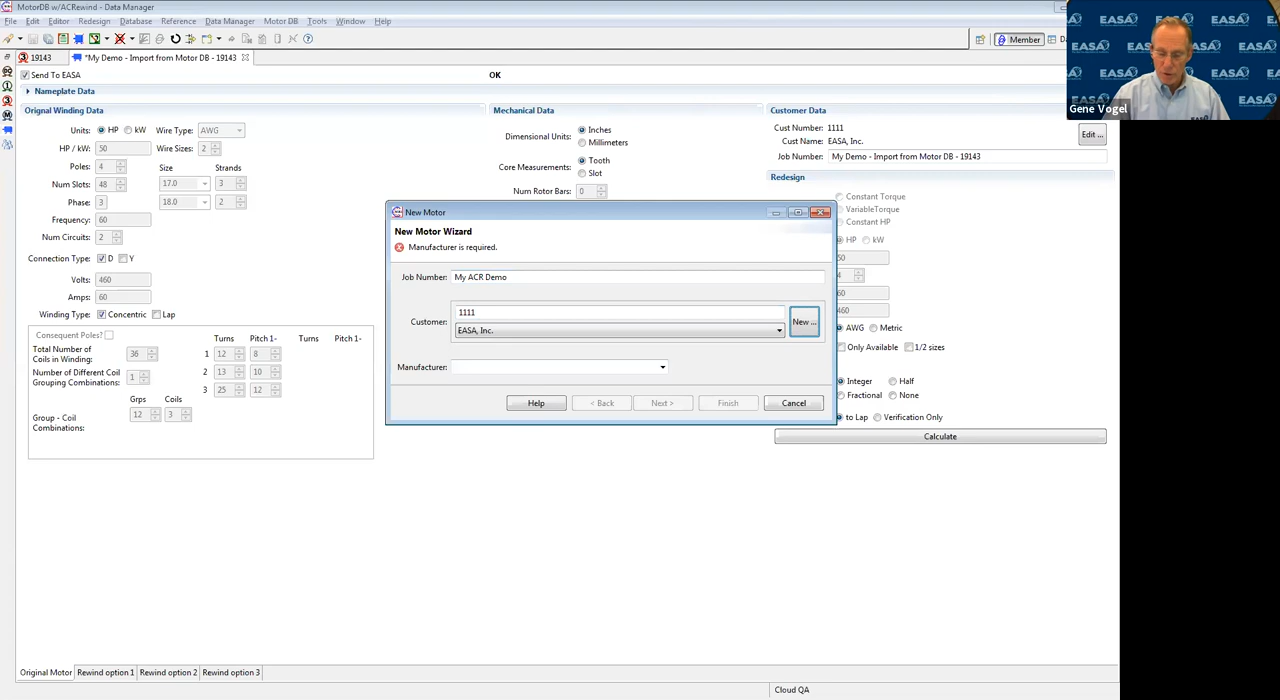 MotorDB w/ACRewind - Data Manager
File Edit Editor Redesign Database Reference Data Manager Motor DB Tools Window Help
Member
19143 *My Demo - Import from Motor DB - 19143
Send To EASA OK
Nameplate Data
Orignal Winding Data
Units: HP kW Wire Type: AWG
HP / kW: 50 Wire Sizes: 2
Poles: 4 Size Strands
Num Slots: 48 17.0 3
Phase: 3 18.0 2
Frequency: 60
Num Circuits: 2
Connection Type: D Y
Volts: 460
Amps: 60
Winding Type: Concentric Lap
Consequent Poles?
Turns Pitch 1- Turns Pitch 1-
Total Number of
Coils in Winding: 36
1 12 8
Number of Different Coil
Grouping Combinations: 1
2 13 10
3 25 12
Grps Coils
Group - Coil
Combinations: 12 3
Mechanical Data
Dimensional Units: Inches
Millimeters
Core Measurements: Tooth
Slot
Num Rotor Bars: 0
Customer Data
Cust Number: 1111
Cust Name: EASA, Inc.
Edit ...
Job Number: My Demo - Import from Motor DB - 19143
Redesign
Constant Torque
VariableTorque
Constant HP
HP kW
50
4
60
460
AWG Metric
Only Available 1/2 sizes
Integer Half
Fractional None
to Lap Verification Only
Calculate
New Motor
New Motor Wizard
Manufacturer is required.
Job Number: My ACR Demo
Customer: 1111
EASA, Inc.
New ...
Manufacturer:
Help < Back Next > Finish Cancel
Original Motor Rewind option 1 Rewind option 2 Rewind option 3
Cloud QA
EASA
EASA
EASA
EASA
EASA
EASA
EASA
Gene Vogel